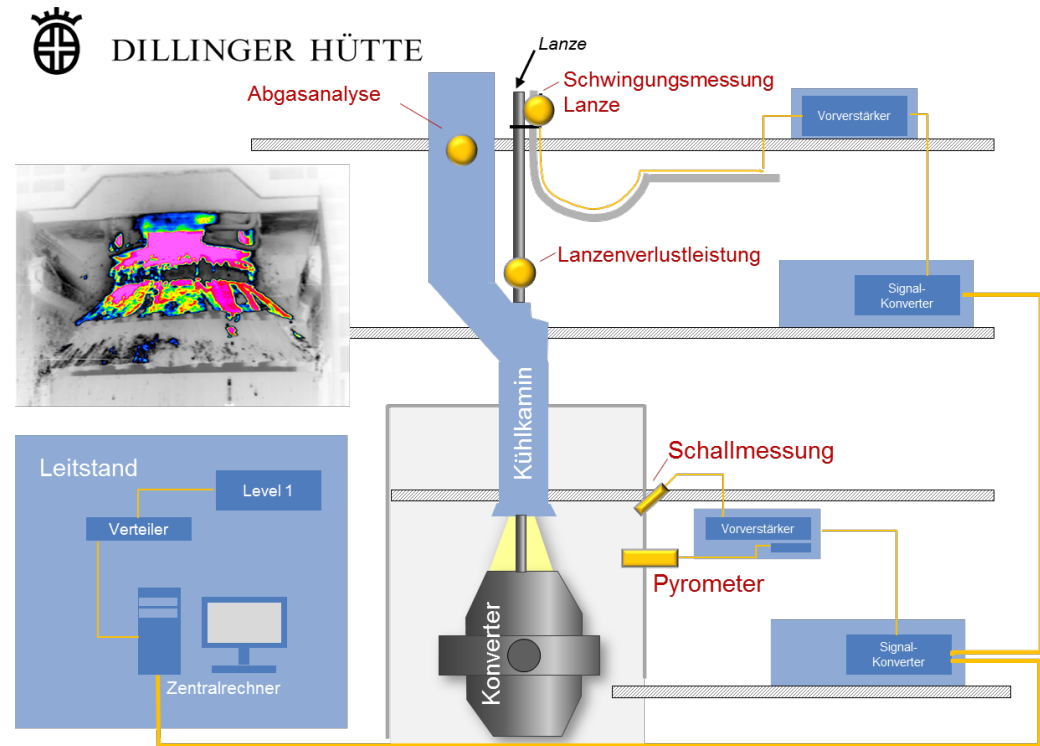 DILLINGER HÜTTE
Lanze
Abgasanalyse
Schwingungsmessung
Lanze
Vorverstärker
Lanzenverlustleistung
Signal-
Konverter
Kühlkamin
Schallmessung
Leitstand
Level 1
Verteiler
Vorverstärker
Pyrometer
Konverter
Signal-
Konverter
Zentralrechner